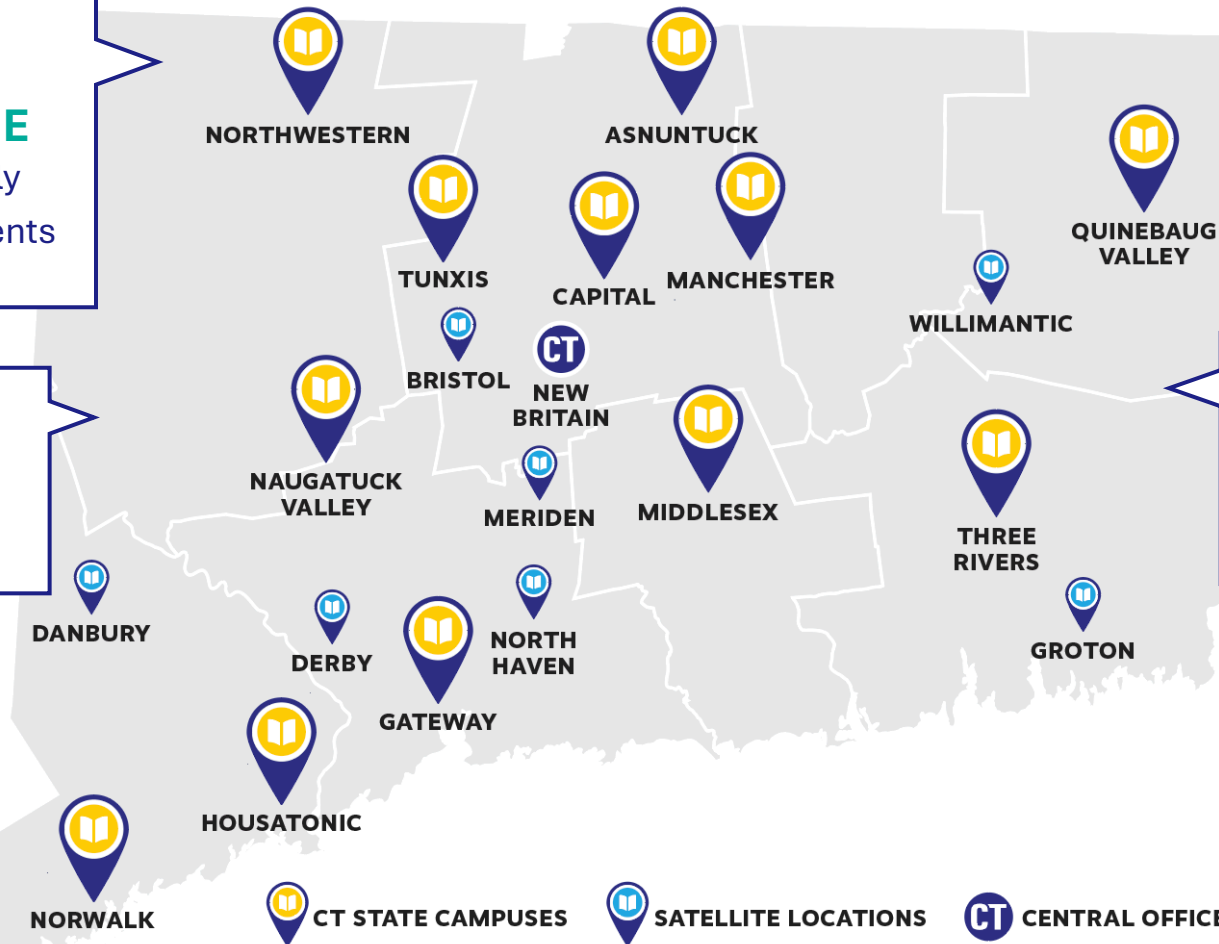 NORTHWESTERN
ASNUNTUCK
E
ly
ents
TUNXIS
CAPITAL
MANCHESTER
QUINEBAUG
VALLEY
WILLIMANTIC
BRISTOL
CT
NEW
BRITAIN
NAUGATUCK
VALLEY
MERIDEN
MIDDLESEX
THREE
RIVERS
DANBURY
DERBY
NORTH
HAVEN
GROTON
GATEWAY
HOUSATONIC
NORWALK
CT STATE CAMPUSES
SATELLITE LOCATIONS
CT CENTRAL OFFICE